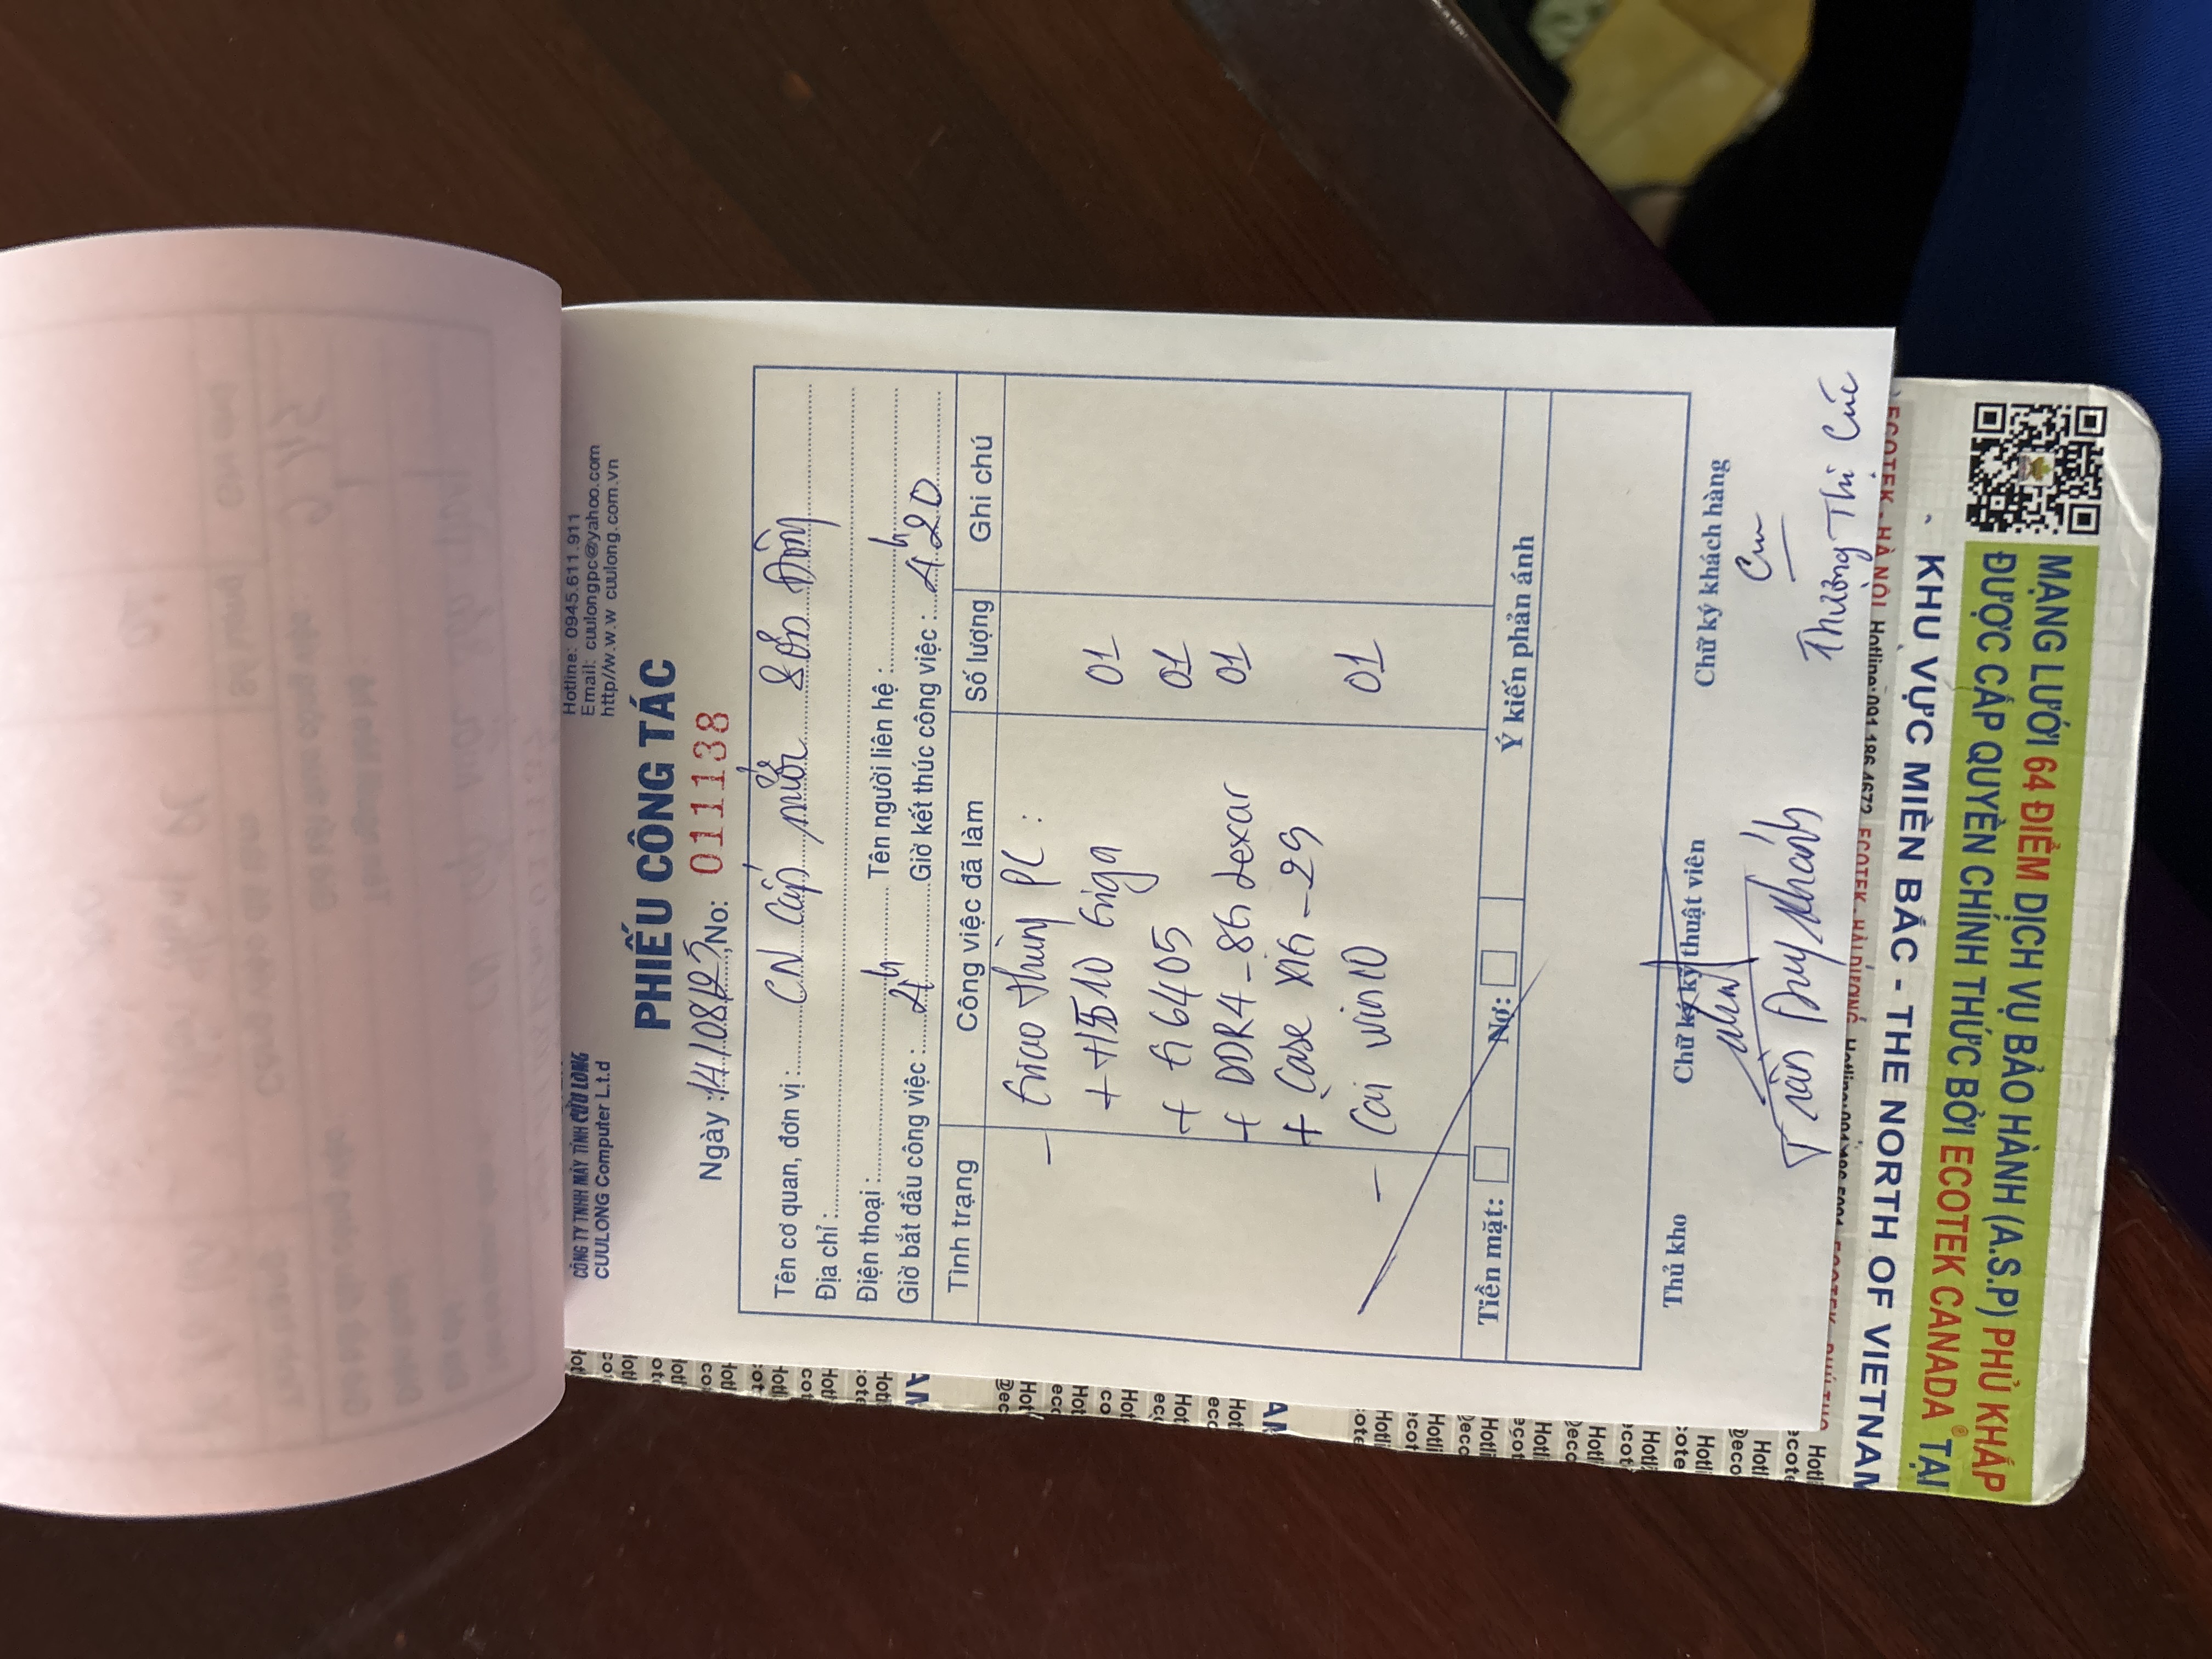 CÔNG TY TNHH MÁY TÍNH CỬU LONG
CUULONG Computer L.t.d
Hotline: 0945.611.911
Email: cuulongpc@yahoo.com
http//w.w.w cuulong.com.vn
PHIẾU CÔNG TÁC
Ngày: 14/08/23, No: 011138
Tên cơ quan, đơn vị: CN Cấp nước
Địa chỉ:
Điện thoại: Tên người liên hệ:
Giờ bắt đầu công việc: 4h Giờ kết thúc công việc: 4h20
Tình trạng Công việc đã làm Số lượng Ghi chú
- Giao thùng PC:
+ H510 Giga 01
+ G6405 01
+ DDR4 - 8G Lexar 01
+ Case X16 - 29
- Cài win10 01
Tiền mặt: Nợ:
Ý kiến phản ánh
Thủ kho Chữ ký kỹ thuật viên Chữ ký khách hàng
Trần Duy Khánh Thị Cúc
- KHU VỰC MIỀN BẮC - THE NORTH OF VIETNAM
ĐƯỢC CẤP QUYỀN CHÍNH THỨC BỞI ECOTEK CANADA® TẠI
MẠNG LƯỚI 64 ĐIỂM DỊCH VỤ BẢO HÀNH (A.S.P) PHỦ KHẮP